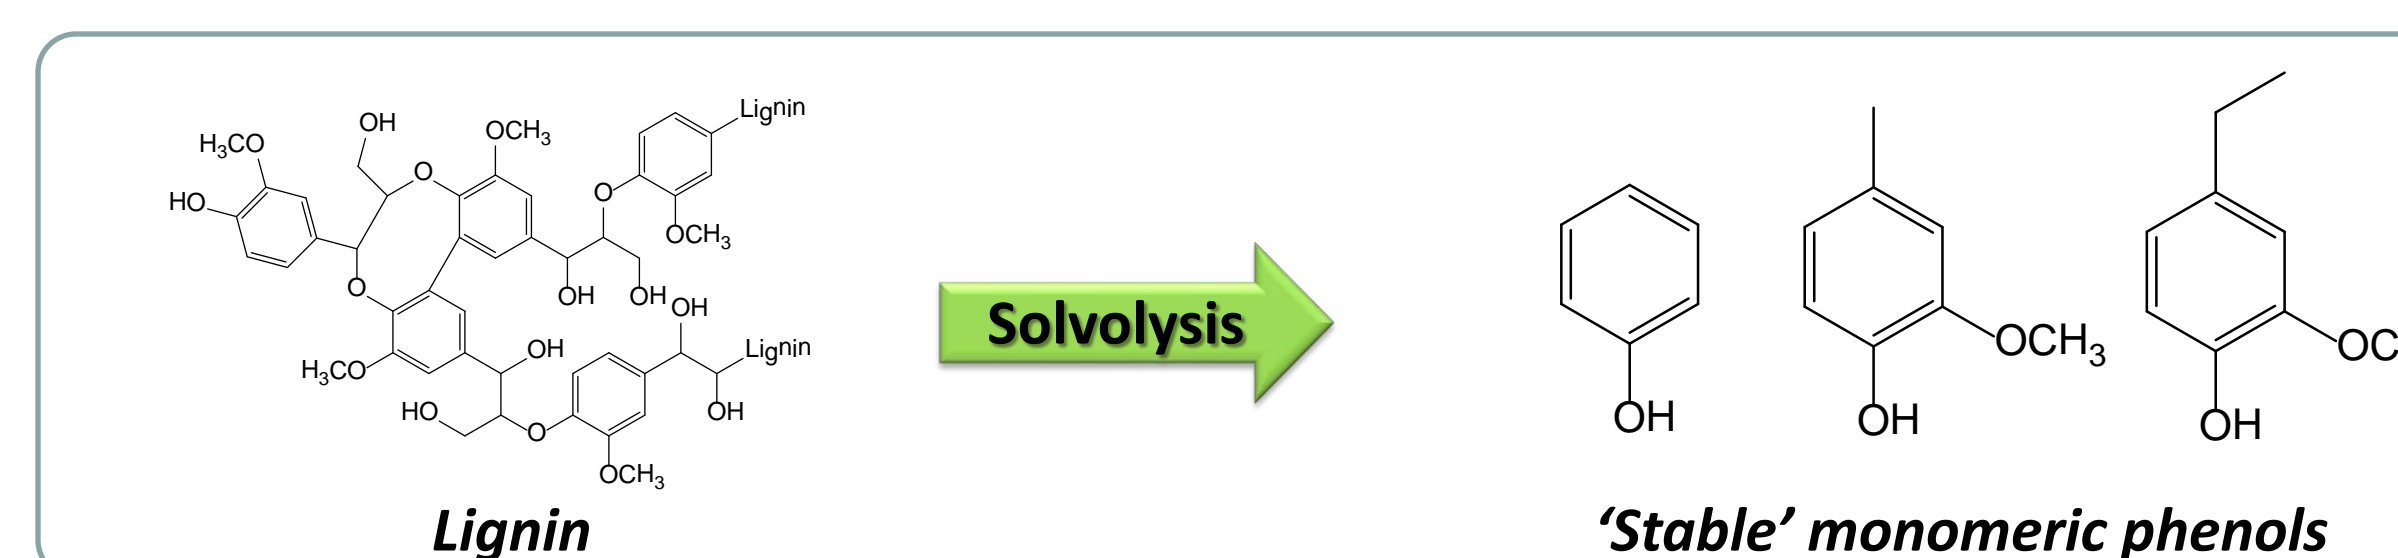 Lignin
OH
OCH3
H3CO
O
O
HO
OCH3
O
OH
OH
OH
Lignin
OH
H3CO
HO
O
OH
OCH3
Solvolysis
OCH3
OC
OH
OH
OH
Lignin
‘Stable’ monomeric phenols